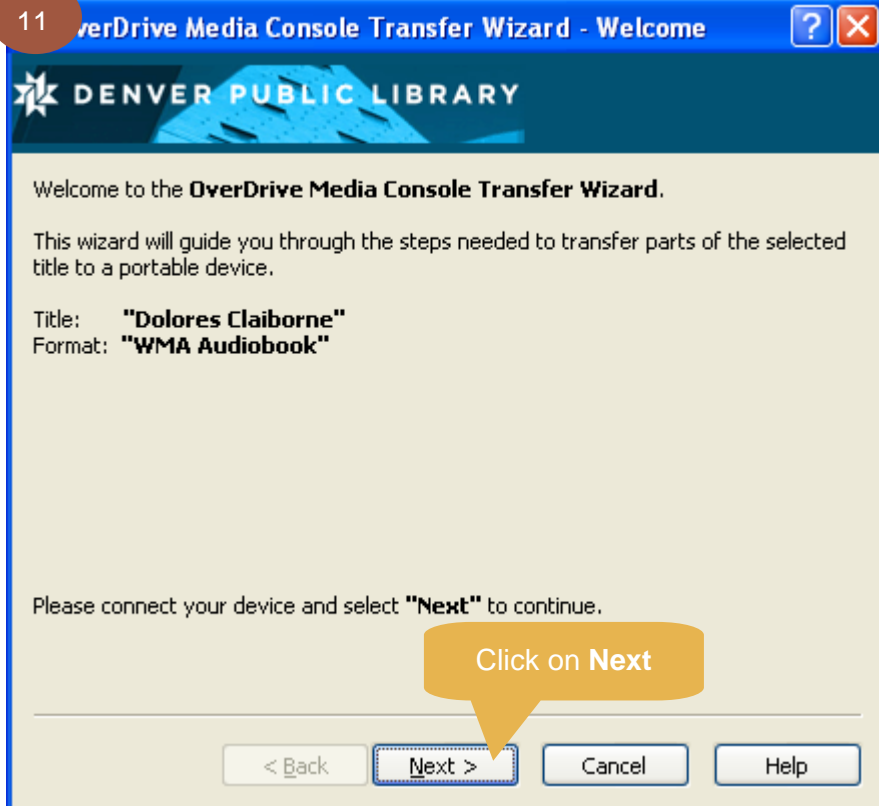 11
verDrive Media Console Transfer Wizard - Welcome
DENVER PUBLIC LIBRARY
Welcome to the OverDrive Media Console Transfer Wizard.
This wizard will guide you through the steps needed to transfer parts of the selected
title to a portable device.
Title: "Dolores Claiborne"
Format: "WMA Audiobook"
Please connect your device and select "Next" to continue.
Click on Next
< Back Next > Cancel Help